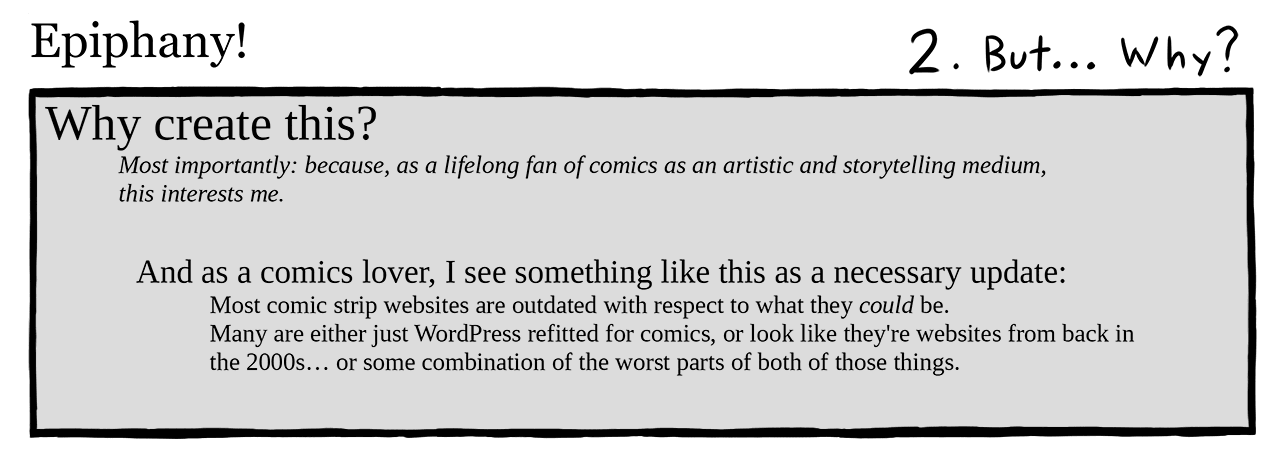 Epiphany!
2. But... Why?
Why create this?
Most importantly: because, as a lifelong fan of comics as an artistic and storytelling medium,
this interests me.
And as a comics lover, I see something like this as a necessary update:
Most comic strip websites are outdated with respect to what they could be.
Many are either just WordPress refitted for comics, or look like they're websites from back in
the 2000s… or some combination of the worst parts of both of those things.